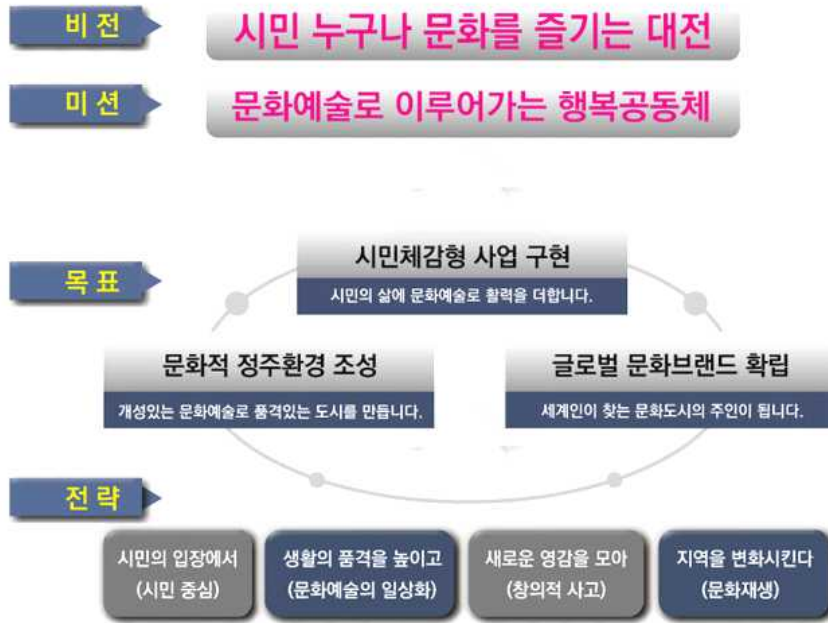 비전
시민 누구나 문화를 즐기는 대전
미션
문화예술로 이루어가는 행복공동체
목표
시민체감형 사업 구현
시민의 삶에 문화예술로 활력을 더합니다.
문화적 정주환경 조성
개성있는 문화예술로 품격있는 도시를 만듭니다.
글로벌 문화브랜드 확립
세계인이 찾는 문화도시의 주인이 됩니다.
전략
시민의 입장에서
(시민 중심)
생활의 품격을 높이고
(문화예술의 일상화)
새로운 영감을 모아
(창의적 사고)
지역을 변화시킨다
(문화재생)